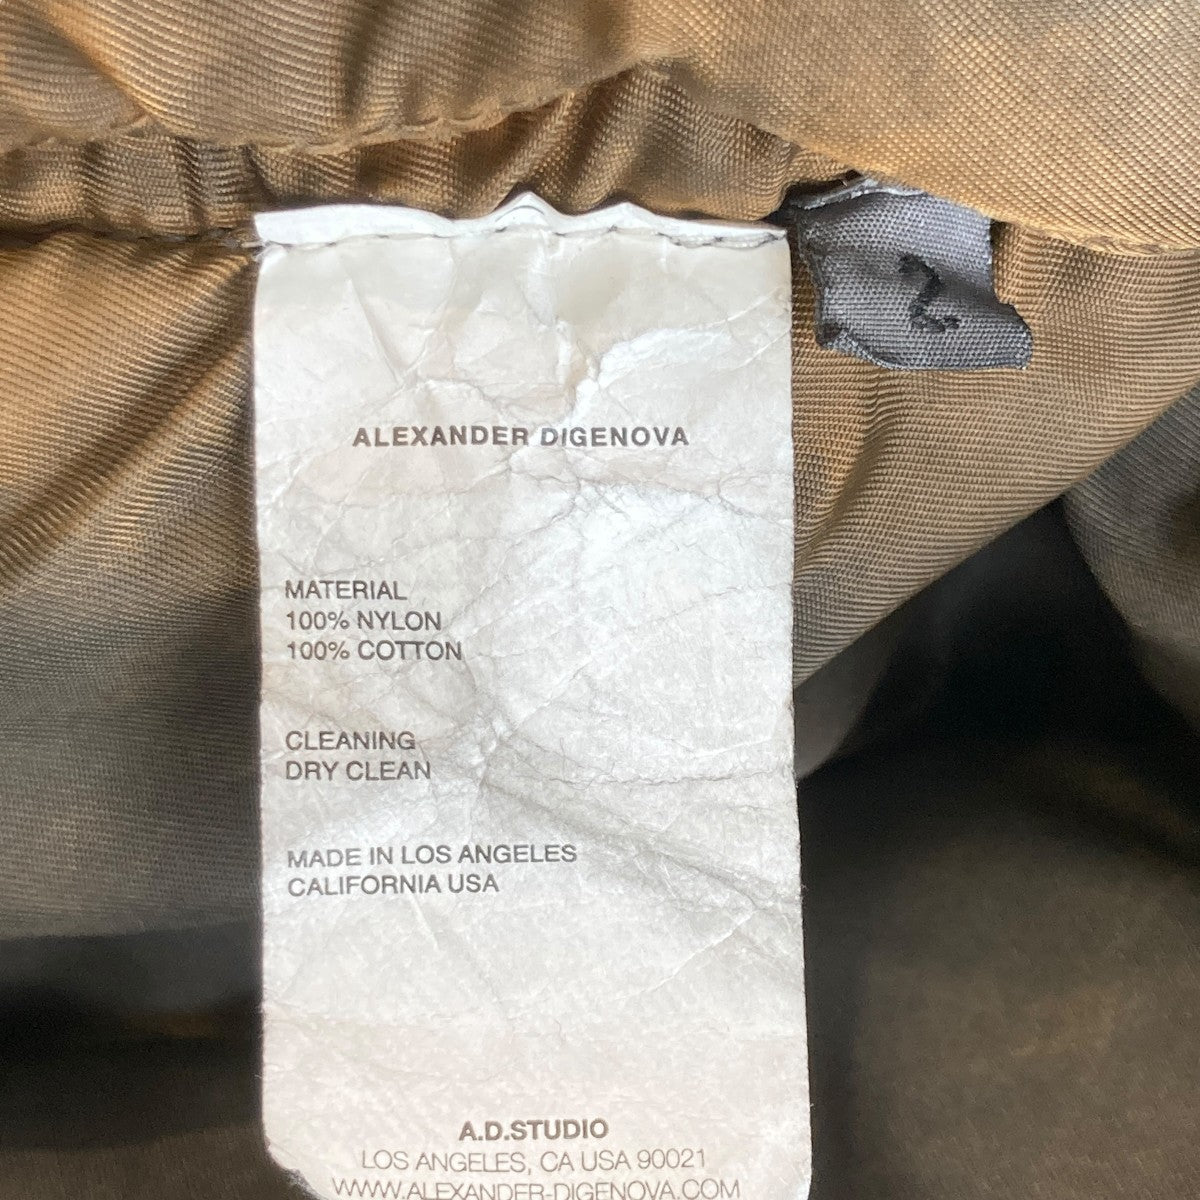 2
ALEXANDER DIGENOVA
MATERIAL
100% NYLON
100% COTTON
CLEANING
DRY CLEAN
MADE IN LOS ANGELES
CALIFORNIA USA
A.D.STUDIO
LOS ANGELES, CA USA 90021
WWW.ALEXANDER-DIGENOVA.COM